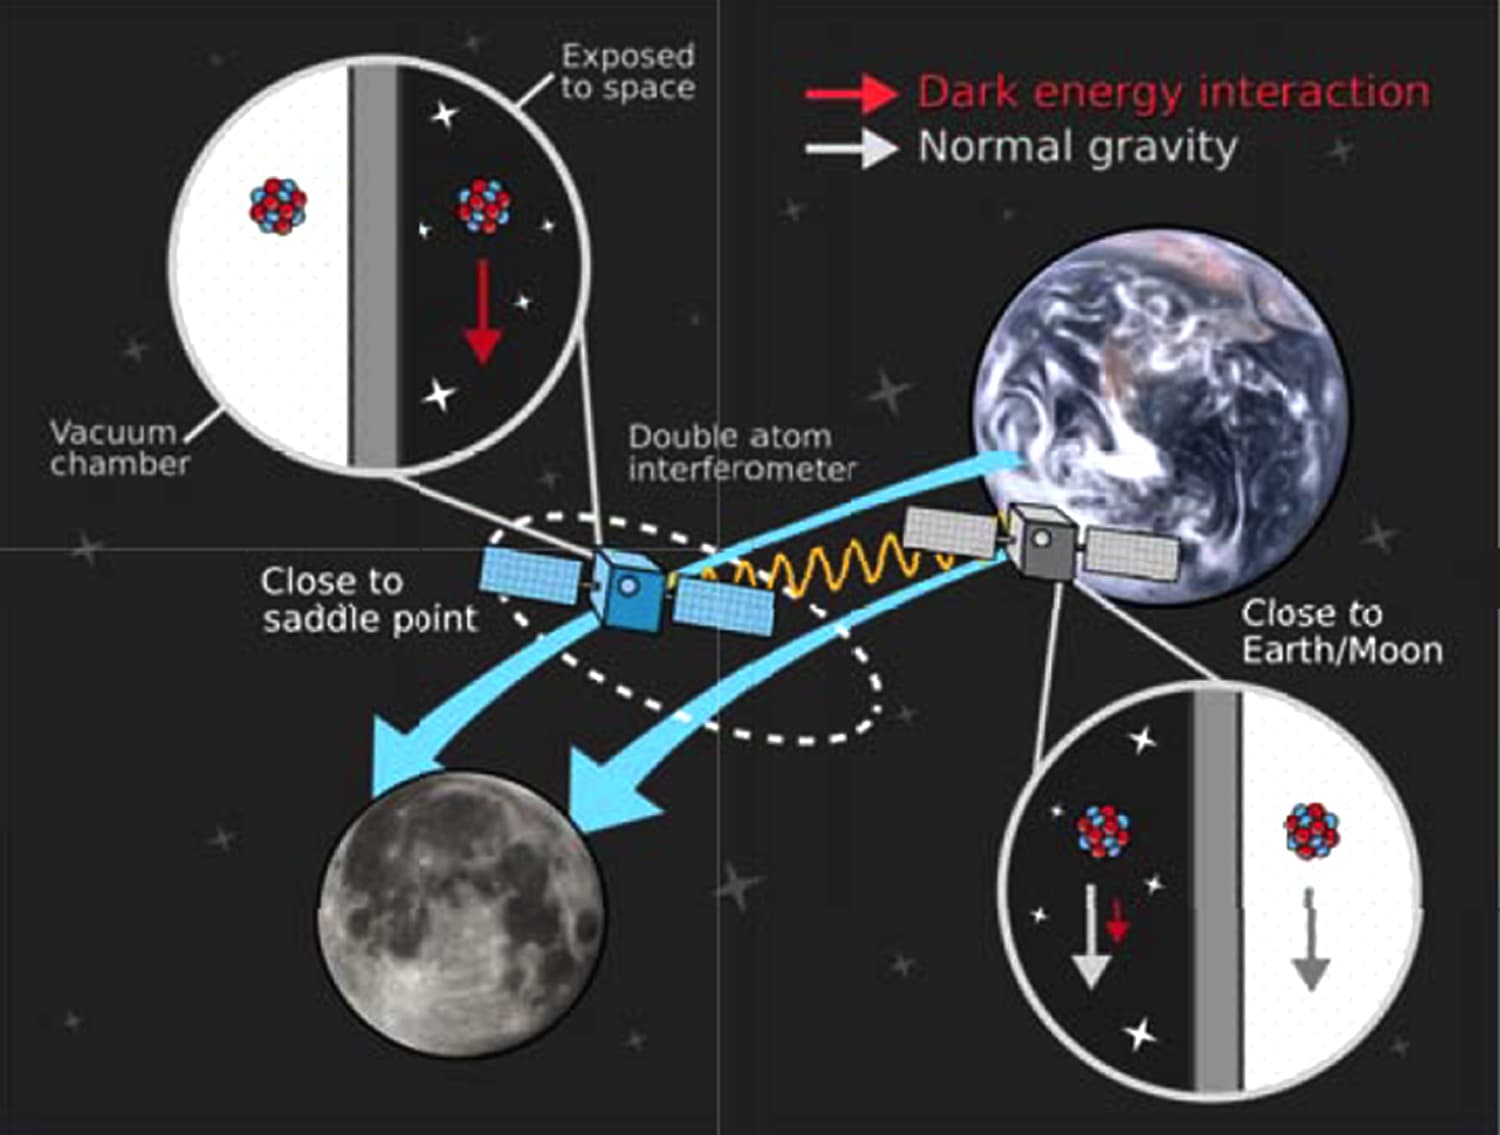 Exposed
to space
Dark energy interaction
Normal gravity
Vacuum
chamber
Double atom
interferometer
Close to
saddle point
Close to
Earth/Moon